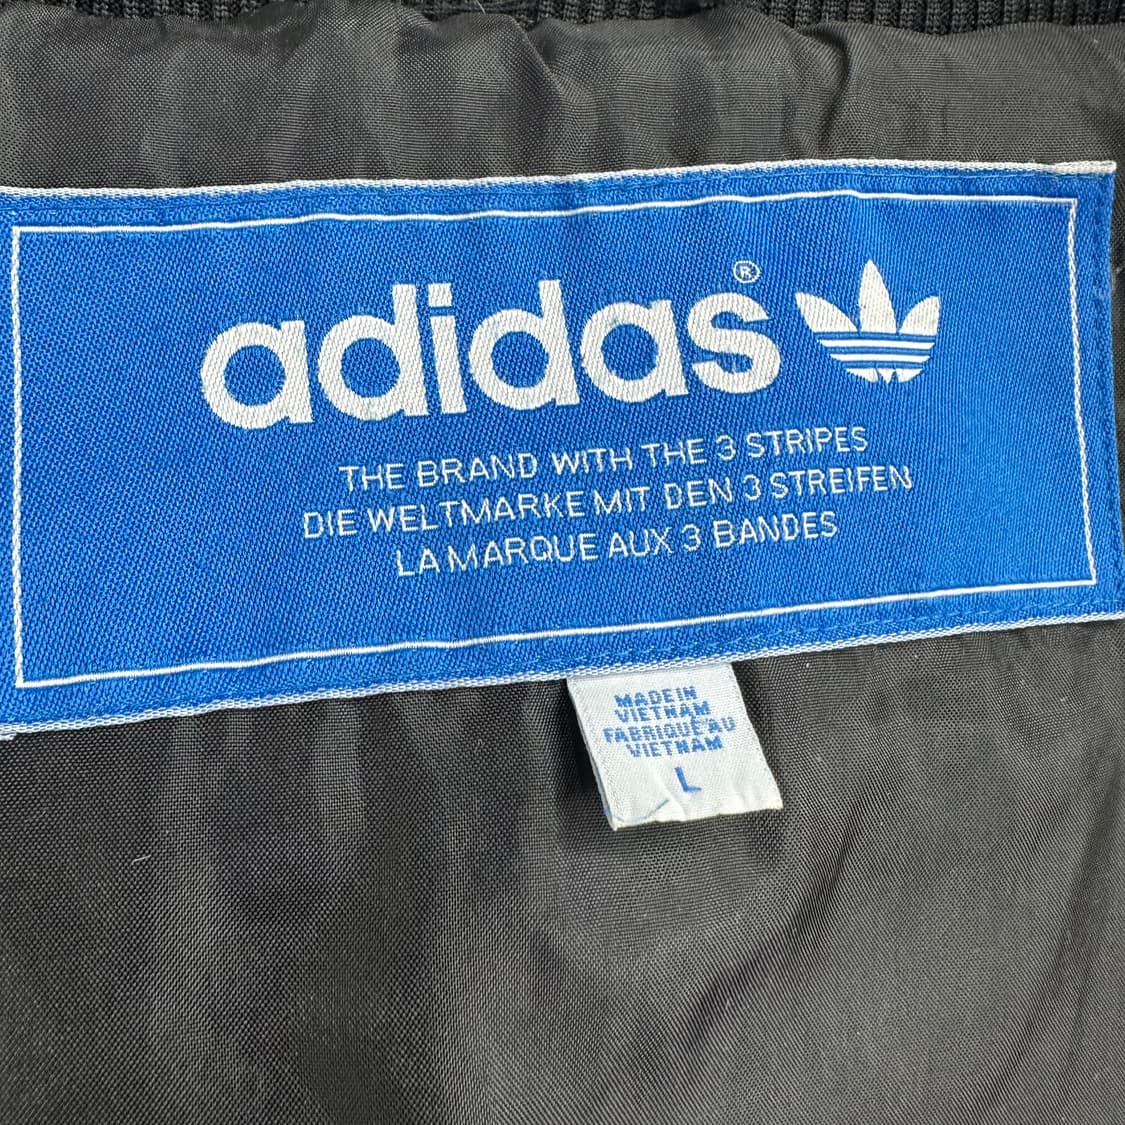 adidas®
THE BRAND WITH THE 3 STRIPES
DIE WELTMARKE MIT DEN 3 STREIFEN
LA MARQUE AUX 3 BANDES
MADE IN
VIETNAM
FABRIQUÉ AU
VIETNAM
L